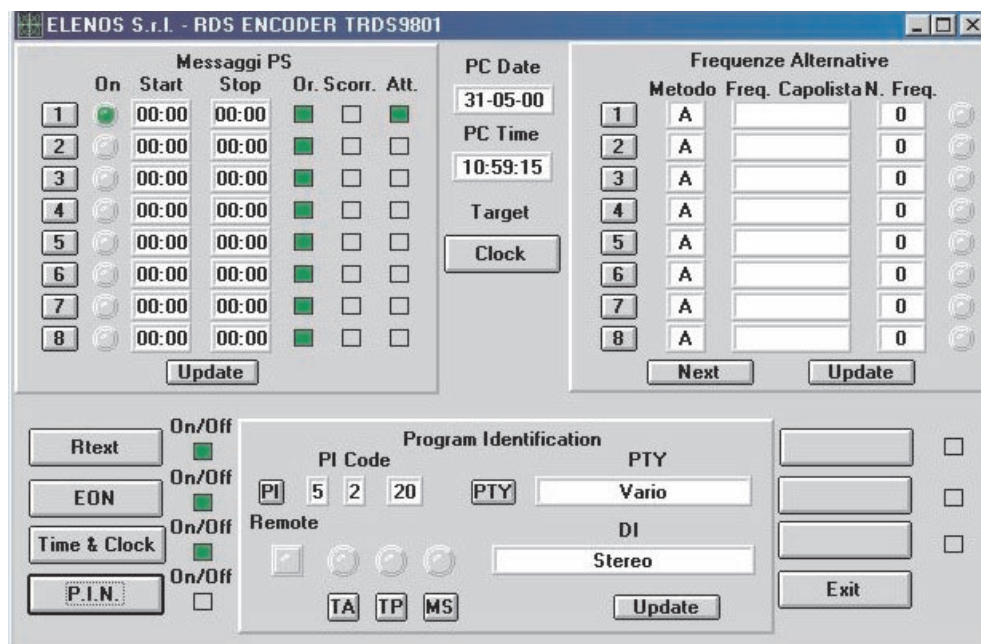 ELENOS S.r.l. - RDS ENCODER TRDS9801
Messaggi PS
On Start Stop Or. Scorr. Att.
1 00:00 00:00
2 00:00 00:00
3 00:00 00:00
4 00:00 00:00
5 00:00 00:00
6 00:00 00:00
7 00:00 00:00
8 00:00 00:00
Update
PC Date
31-05-00
PC Time
10:59:15
Target
Clock
Frequenze Alternative
Metodo Freq. Capolista N. Freq.
1 A 0
2 A 0
3 A 0
4 A 0
5 A 0
6 A 0
7 A 0
8 A 0
Next Update
Rtext On/Off
EON On/Off
Time & Clock On/Off
P.I.N. On/Off
Program Identification
PI Code PTY
PI 5 2 20 PTY Vario
Remote DI
Stereo
TA TP MS Update
Exit